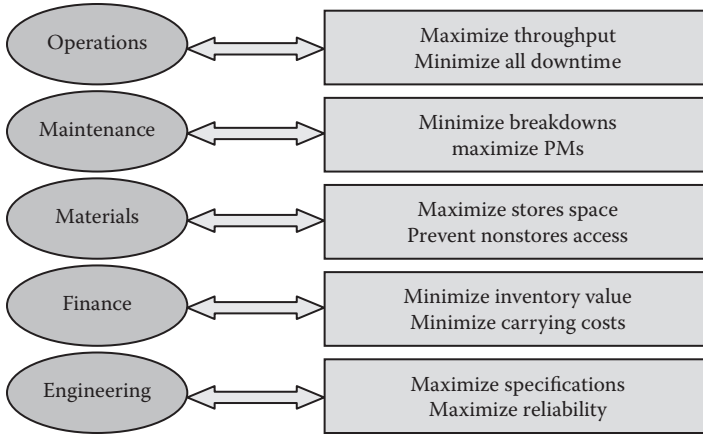 Operations
Maximize throughput
Minimize all downtime
Maintenance
Minimize breakdowns
maximize PMs
Materials
Maximize stores space
Prevent nonstores access
Finance
Minimize inventory value
Minimize carrying costs
Engineering
Maximize specifications
Maximize reliability